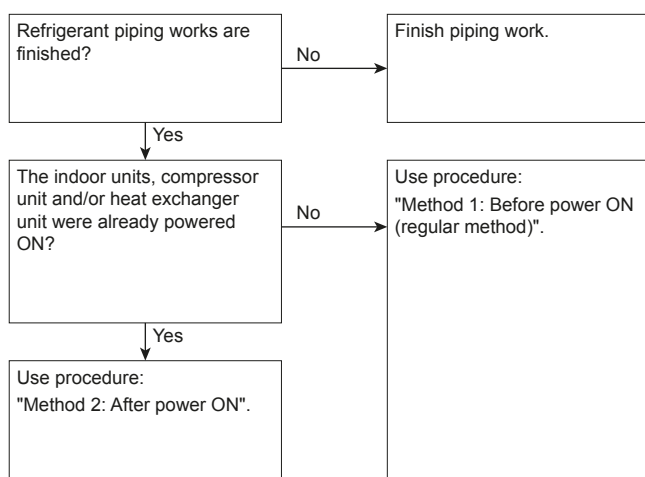 Refrigerant piping works are
finished?
No
Finish piping work.
Yes
The indoor units, compressor
unit and/or heat exchanger
unit were already powered
ON?
No
Use procedure:
"Method 1: Before power ON
(regular method)".
Yes
Use procedure:
"Method 2: After power ON".